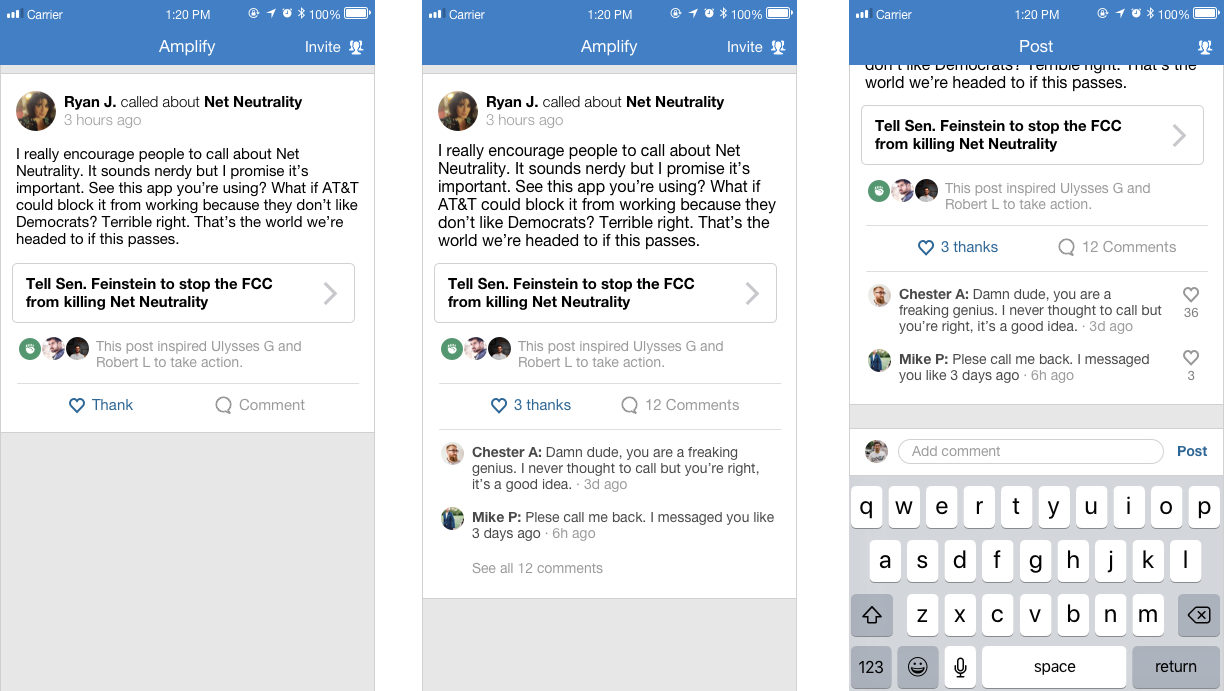 Carrier
1:20 PM
100%
Amplify
Invite
Ryan J. called about Net Neutrality
3 hours ago
I really encourage people to call about Net
Neutrality. It sounds nerdy but I promise it's
important. See this app you're using? What if AT&T
could block it from working because they don't like
Democrats? Terrible right. That's the world we're
headed to if this passes.
Tell Sen. Feinstein to stop the FCC
from killing Net Neutrality
This post inspired Ulysses G and
Robert L to take action.
Thank
Comment
Carrier
1:20 PM
100%
Amplify
Invite
Ryan J. called about Net Neutrality
3 hours ago
I really encourage people to call about Net
Neutrality. It sounds nerdy but I promise it's
important. See this app you're using? What if
AT&T could block it from working because they
don't like Democrats? Terrible right. That's the
world we're headed to if this passes.
Tell Sen. Feinstein to stop the FCC
from killing Net Neutrality
This post inspired Ulysses G and
Robert L to take action.
3 thanks
12 Comments
Chester A: Damn dude, you are a freaking
genius. I never thought to call but you're right,
it's a good idea. · 3d ago
Mike P: Plese call me back. I messaged you like
3 days ago · 6h ago
See all 12 comments
Carrier
1:20 PM
100%
Post
don't like Democrats? Terrible right. That's the
world we're headed to if this passes.
Tell Sen. Feinstein to stop the FCC
from killing Net Neutrality
This post inspired Ulysses G and
Robert L to take action.
3 thanks
12 Comments
Chester A: Damn dude, you are a
freaking genius. I never thought to call but
you're right, it's a good idea. · 3d ago
36
Mike P: Plese call me back. I messaged
you like 3 days ago · 6h ago
3
Add comment
Post
q w e r t y u i o p
a s d f g h j k l
z x c v b n m
123
space
return